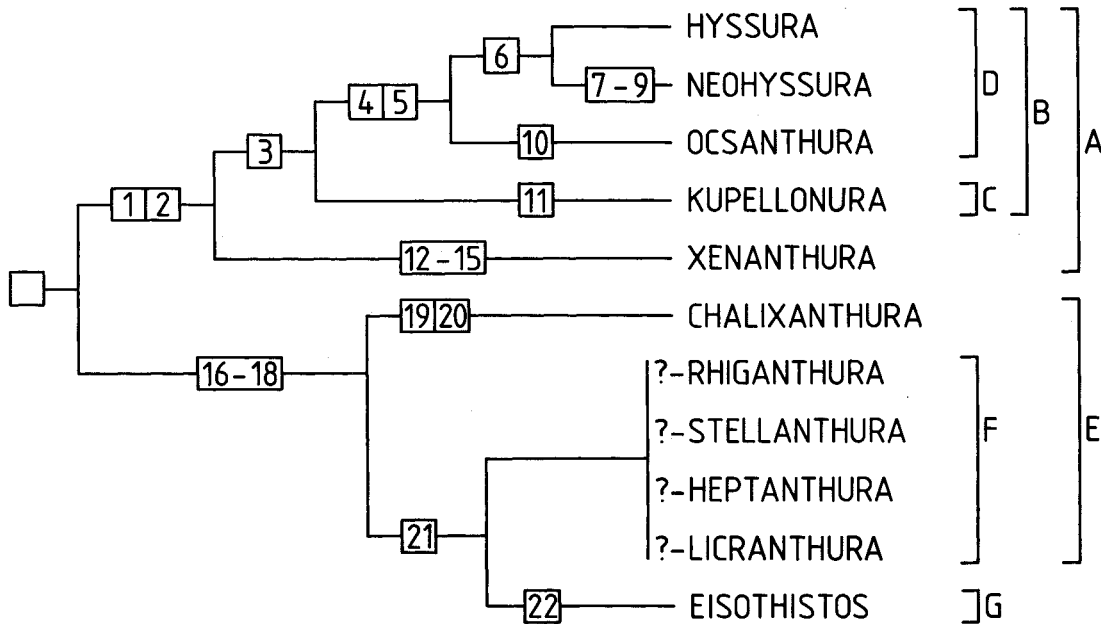 HYSSURA
6
D
B
A
7-9 NEOHYSSURA
4 5
10 OCSANTHURA
3
11 KUPELLONURA C
1 2
12-15 XENANTHURA
19 20 CHALIXANTHURA
16-18
?-RHIGANTHURA
?-STELLANTHURA F E
?-HEPTANTHURA
21 ?-LICRANTHURA
22 EISOTHISTOS G